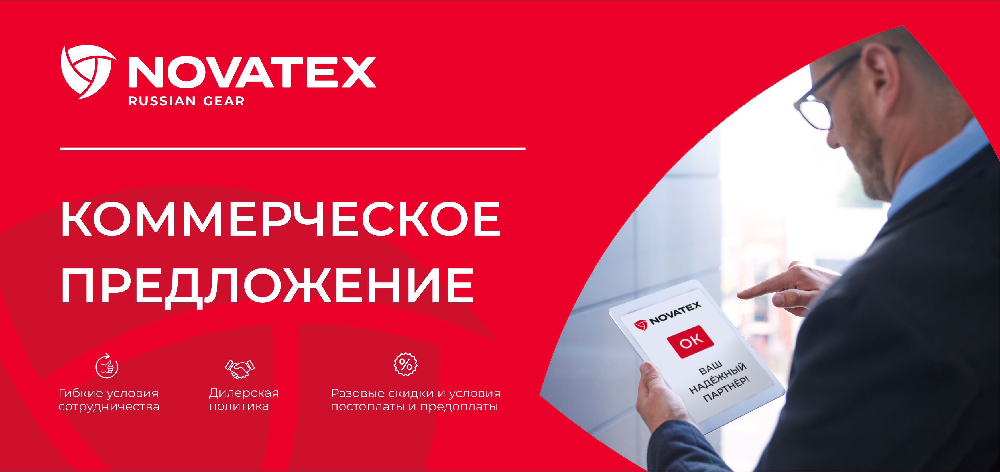 NOVATEX
RUSSIAN GEAR
КОММЕРЧЕСКОЕ
ПРЕДЛОЖЕНИЕ
%
Гибкие условия
сотрудничества
Дилерская
политика
Разовые скидки и условия
постоплаты и предоплаты
NOVATEX
ОК
ВАШ
НАДЁЖНЫЙ
ПАРТНЁР!